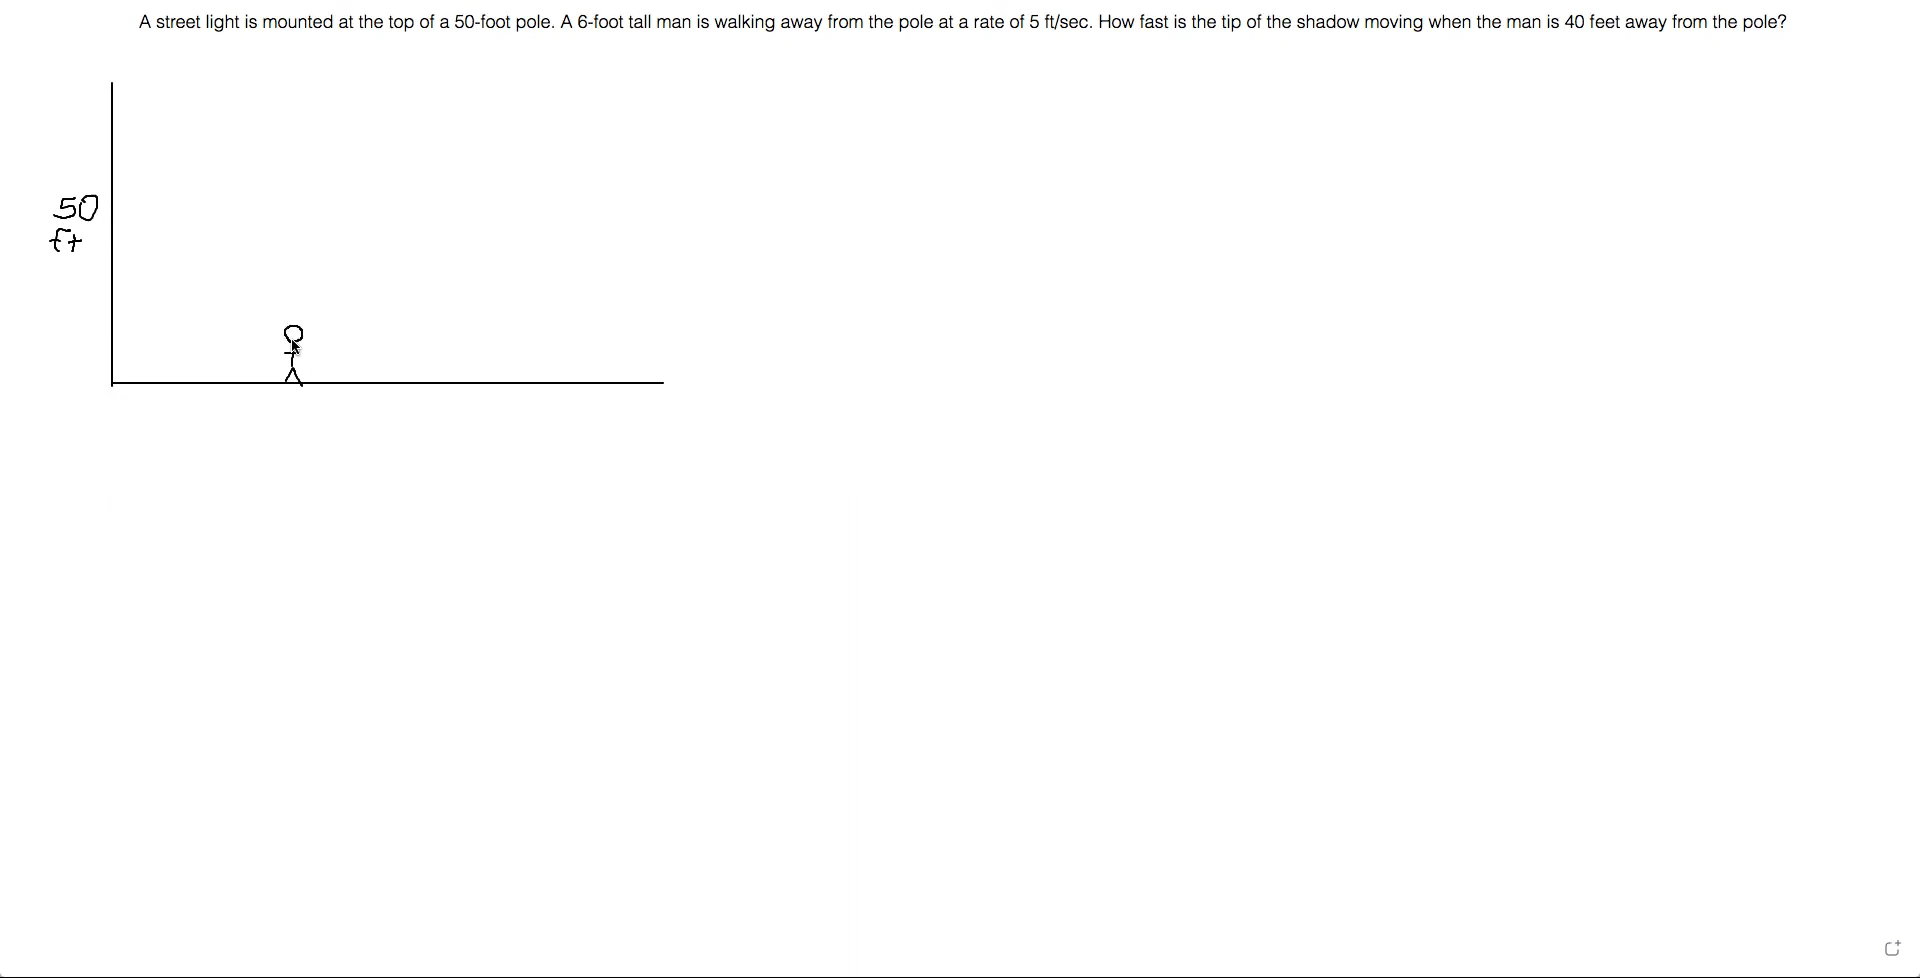 A street light is mounted at the top of a 50-foot pole. A 6-foot tall man is walking away from the pole at a rate of 5 ft/sec. How fast is the tip of the shadow moving when the man is 40 feet away from the pole?
50
ft